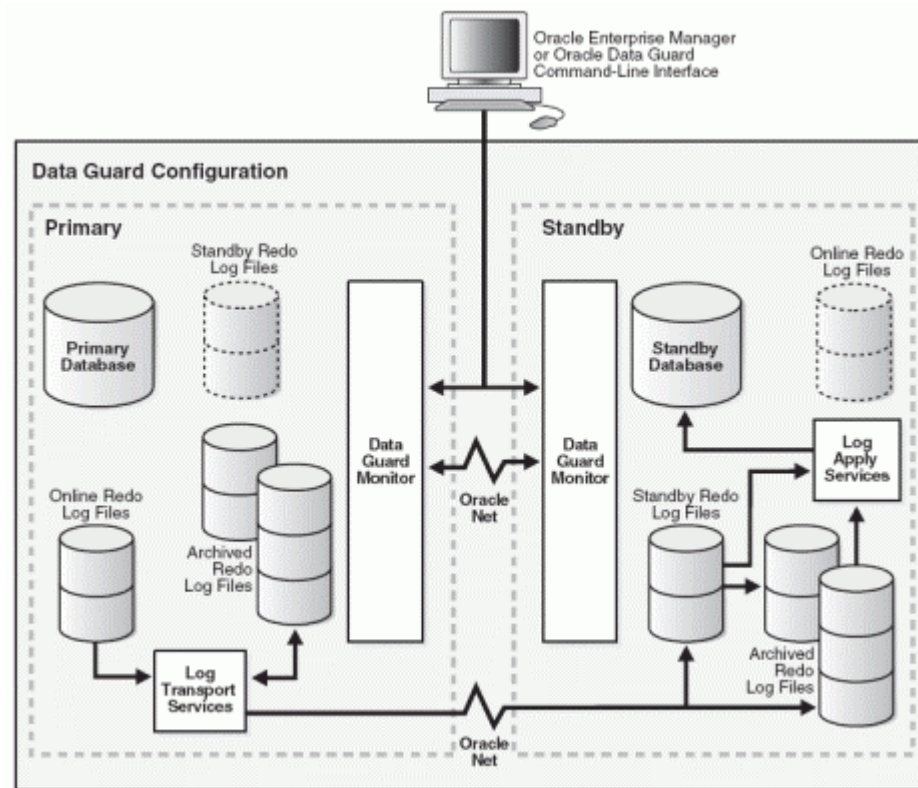 Oracle Enterprise Manager
or Oracle Data Guard
Command-Line Interface
Data Guard Configuration
Primary
Standby Redo
Log Files
Primary
Database
Online Redo
Log Files
Archived
Redo
Log Files
Data
Guard
Monitor
Log
Transport
Services
Oracle
Net
Oracle
Net
Standby
Online Redo
Log Files
Standby
Database
Data
Guard
Monitor
Log
Apply
Services
Standby Redo
Log Files
Archived
Redo
Log Files